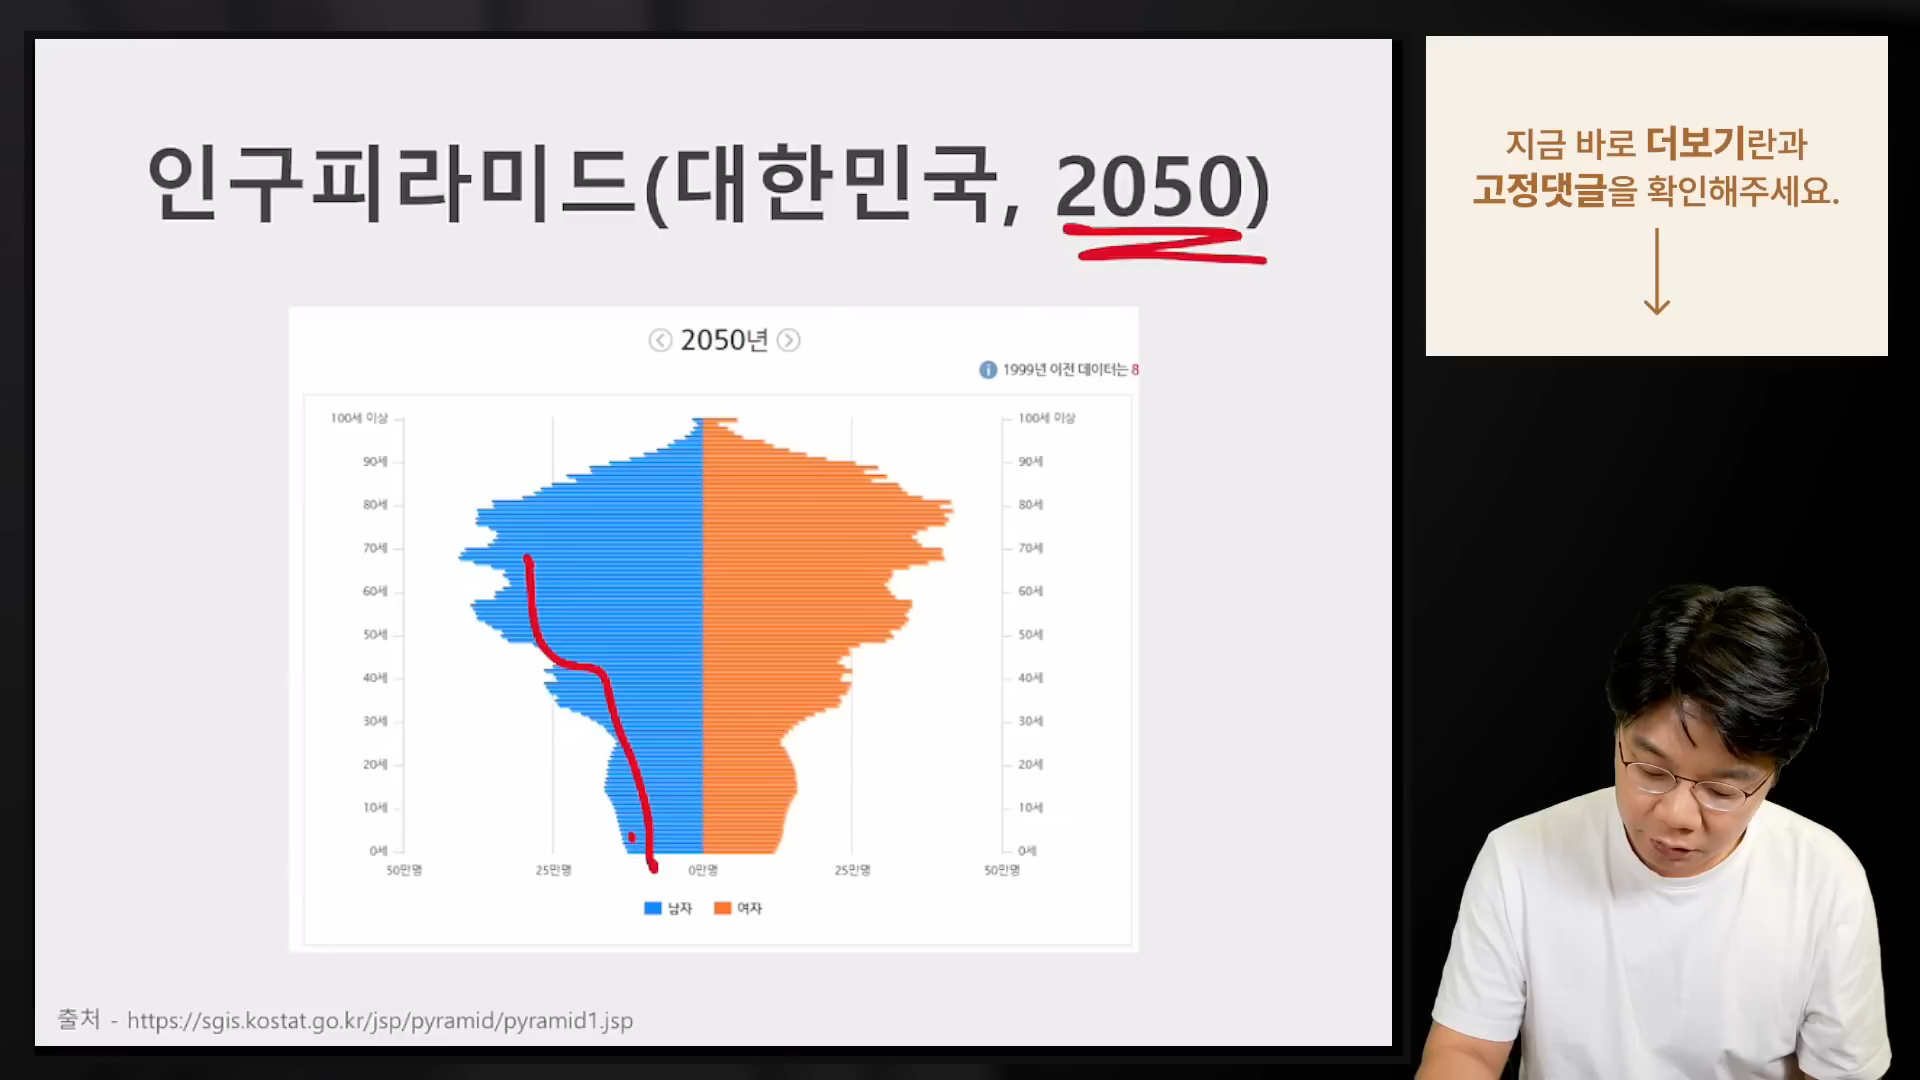 인구피라미드(대한민국, 2050)
2050년
1999년 이전 데이터는 8
100세 이상
90세
80세
70세
60세
50세
40세
30세
20세
10세
0세
100세 이상
90세
80세
70세
60세
50세
40세
30세
20세
10세
0세
50만명 25만명 0만명 25만명 50만명
남자 여자
출처 - https://sgis.kostat.go.kr/jsp/pyramid/pyramid1.jsp
지금 바로 더보기란과
고정댓글을 확인해주세요.